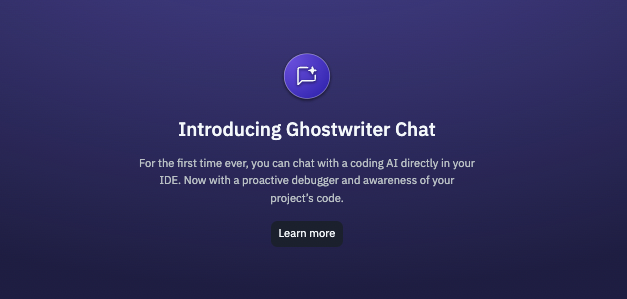 Introducing Ghostwriter Chat
For the first time ever, you can chat with a coding AI directly in your
IDE. Now with a proactive debugger and awareness of your
project's code.
Learn more